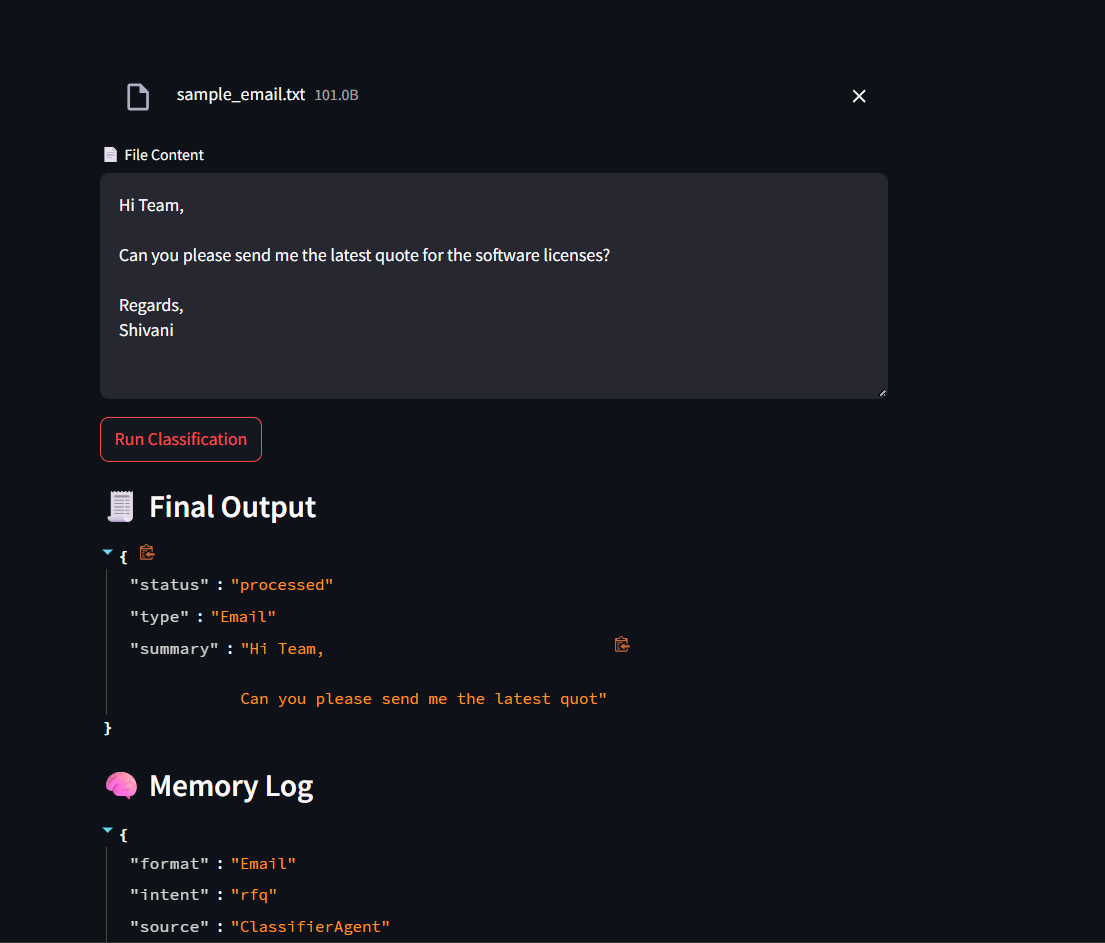 sample_email.txt 101.0B
File Content
Hi Team,
Can you please send me the latest quote for the software licenses?
Regards,
Shivani
Run Classification
Final Output
{
"status" : "processed"
"type" : "Email"
"summary" : "Hi Team,
Can you please send me the latest quot"
}
Memory Log
{
"format" : "Email"
"intent" : "rfq"
"source" : "ClassifierAgent"